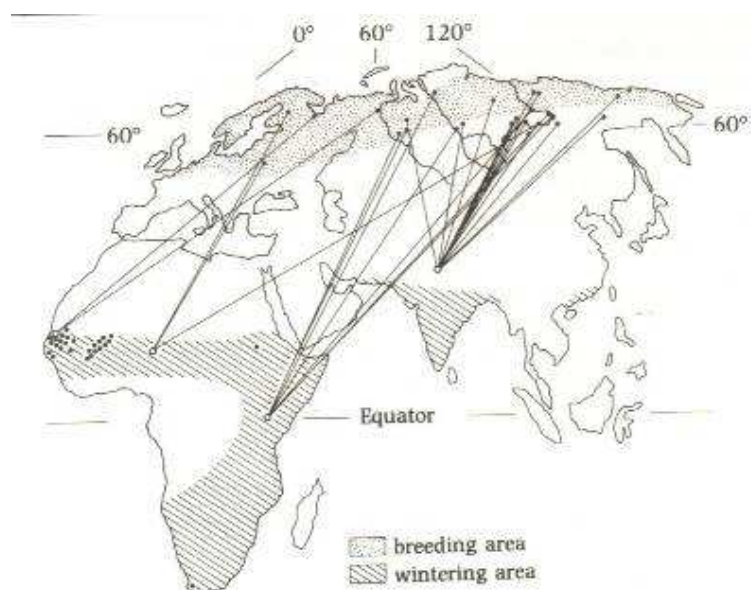 0° 60° 120°
60° 60°
Equator
breeding area
wintering area